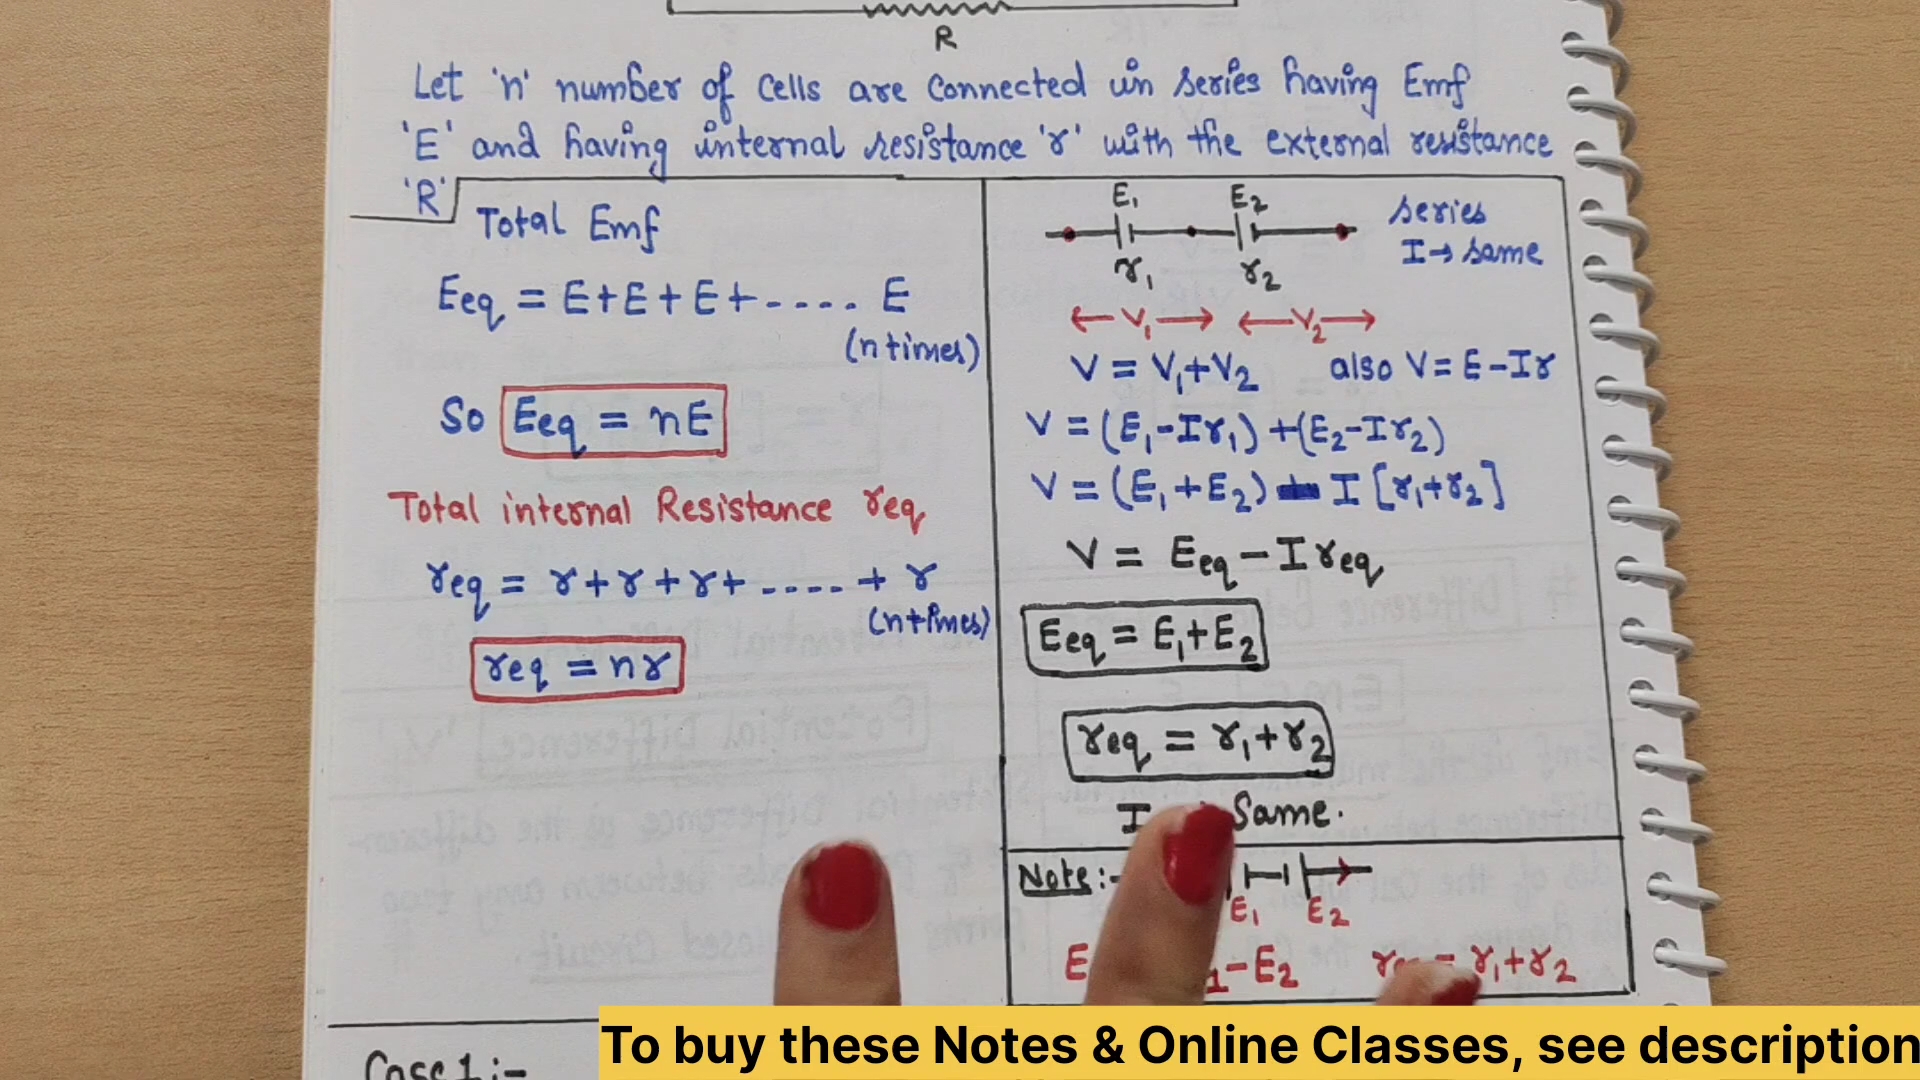 R
Let 'n' number of cells are connected in series having Emf
'E' and having internal resistance 'r' with the external resistance
'R'
Total Emf
Eeq = E+E+E+---- E
(n times)
So Eeq = nE
Total internal Resistance req
req = r+r+r+----+ r
(n times)
req = nr
E₁ E₂
r₁ r₂
series
I→ same
V₁ V₂
V = V₁+V₂ also V = E-Ir
V = (E₁-Ir₁)+(E₂-Ir₂)
V = (E₁+E₂) - I [r₁+r₂]
V = Eeq - I req
Eeq = E₁+E₂
req = r₁+r₂
I Same.
Note:-
E₁ E₂
E ₁-E₂ r = r₁+r₂
Case 1:-
To buy these Notes & Online Classes, see description